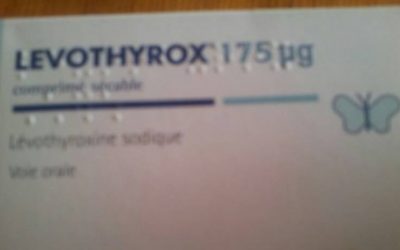 LEVOTHYROX 175 µg
comprimé sécable
Lévothyroxine sodique
Voie orale